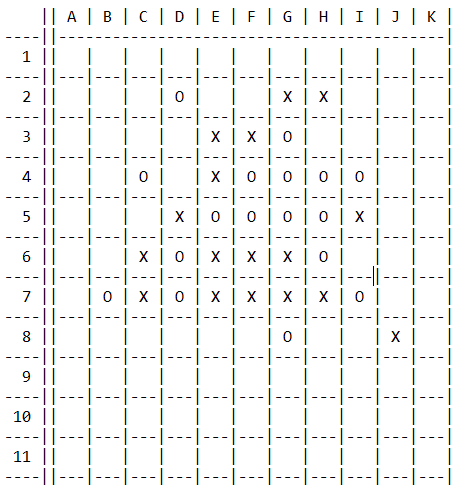 || A | B | C | D | E | F | G | H | I | J | K |
----||-------------------------------------------|
  1 ||   |   |   |   |   |   |   |   |   |   |   |
----||---|---|---|---|---|---|---|---|---|---|---|
  2 ||   |   |   | O |   |   | X | X |   |   |   |
----||---|---|---|---|---|---|---|---|---|---|---|
  3 ||   |   |   |   | X | X | O |   |   |   |   |
----||---|---|---|---|---|---|---|---|---|---|---|
  4 ||   |   | O |   | X | O | O | O | O |   |   |
----||---|---|---|---|---|---|---|---|---|---|---|
  5 ||   |   |   | X | O | O | O | O | X |   |   |
----||---|---|---|---|---|---|---|---|---|---|---|
  6 ||   |   | X | O | X | X | X | O |   |   |   |
----||---|---|---|---|---|---|---|---|---|---|---|
  7 ||   | O | X | O | X | X | X | X | O |   |   |
----||---|---|---|---|---|---|---|---|---|---|---|
  8 ||   |   |   |   |   |   | O |   |   | X |   |
----||---|---|---|---|---|---|---|---|---|---|---|
  9 ||   |   |   |   |   |   |   |   |   |   |   |
----||---|---|---|---|---|---|---|---|---|---|---|
 10 ||   |   |   |   |   |   |   |   |   |   |   |
----||---|---|---|---|---|---|---|---|---|---|---|
 11 ||   |   |   |   |   |   |   |   |   |   |   |
----||---|---|---|---|---|---|---|---|---|---|---|